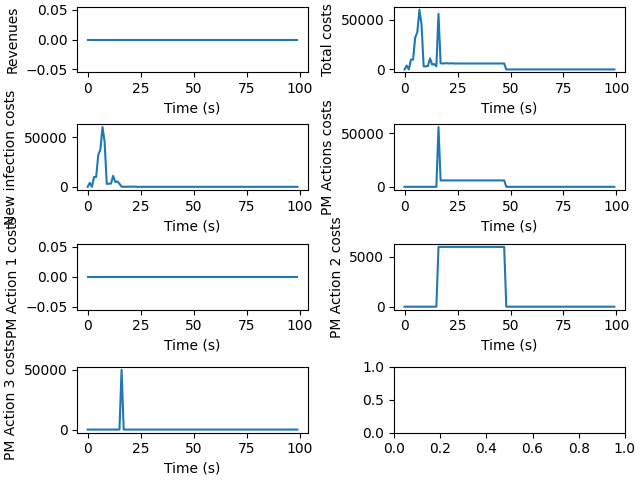 Revenues
0.05
0.00
−0.05
0 25 50 75 100
Time (s)
Total costs
50000
0
0 25 50 75 100
Time (s)
New infection costs
50000
0
0 25 50 75 100
Time (s)
PM Actions costs
50000
0
0 25 50 75 100
Time (s)
PM Action 1 costs
0.05
0.00
−0.05
0 25 50 75 100
Time (s)
PM Action 2 costs
5000
0
0 25 50 75 100
Time (s)
PM Action 3 costs
50000
0
0 25 50 75 100
Time (s)
1.0
0.5
0.0
0.0 0.2 0.4 0.6 0.8 1.0